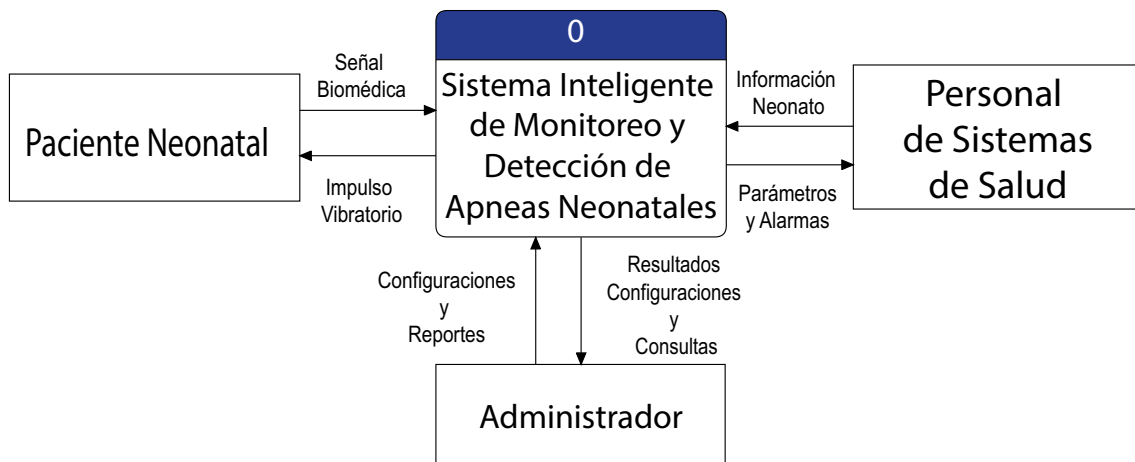 0
Sistema Inteligente
de Monitoreo y
Detección de
Apneas Neonatales
Paciente Neonatal
Señal
Biomédica
Impulso
Vibratorio
Información
Neonato
Parámetros
y Alarmas
Personal
de Sistemas
de Salud
Configuraciones
y
Reportes
Resultados
Configuraciones
y
Consultas
Administrador